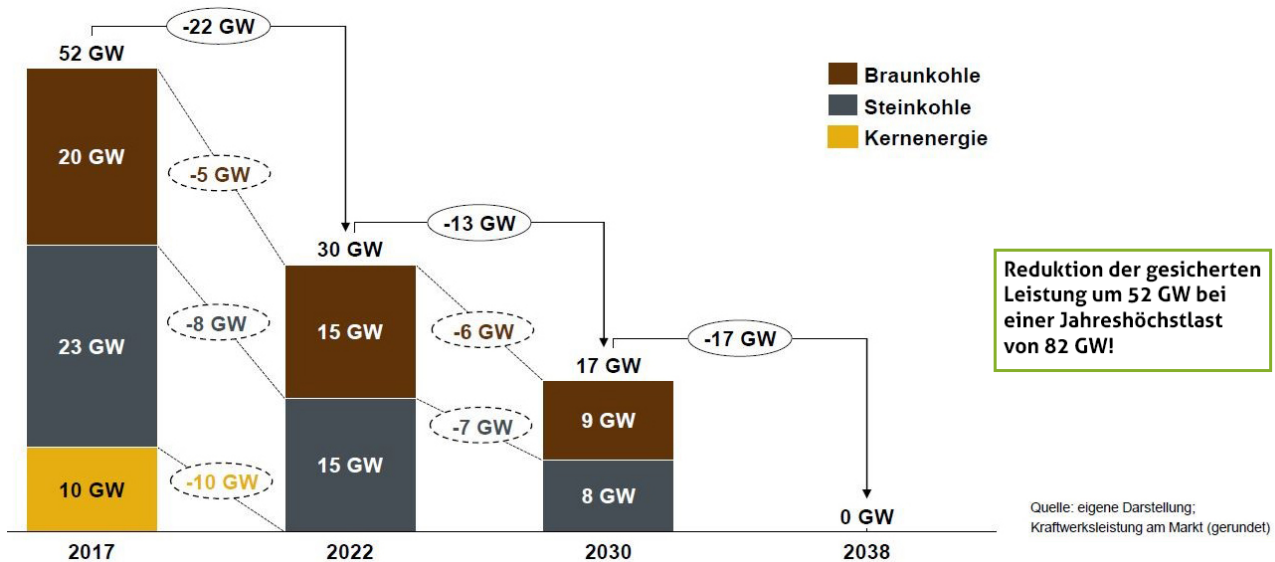 -22 GW
52 GW
Braunkohle
Steinkohle
Kernenergie
20 GW
-5 GW
-13 GW
30 GW
Reduktion der gesicherten
Leistung um 52 GW bei
einer Jahreshöchstlast
von 82 GW!
-8 GW
15 GW
-6 GW
-17 GW
23 GW
17 GW
9 GW
-7 GW
10 GW
-10 GW
15 GW
8 GW
0 GW
Quelle: eigene Darstellung;
Kraftwerksleistung am Markt (gerundet)
2017
2022
2030
2038